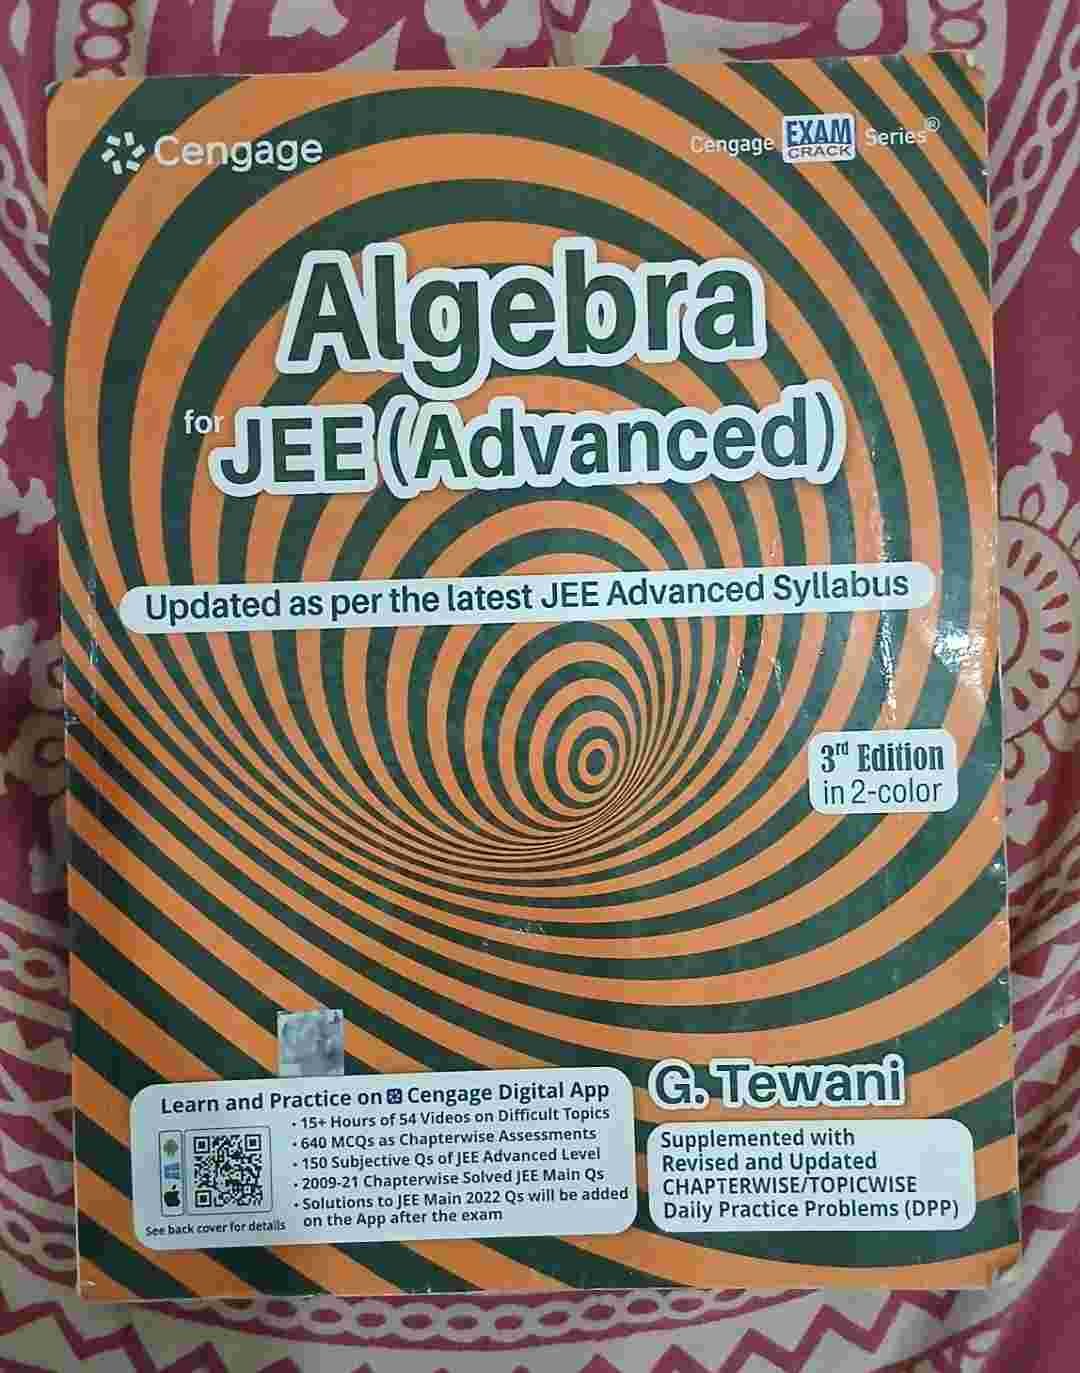 Cengage
Cengage EXAM CRACK Series®
Algebra
for JEE (Advanced)
Updated as per the latest JEE Advanced Syllabus
3rd Edition
in 2-color
Learn and Practice on Cengage Digital App
• 15+ Hours of 54 Videos on Difficult Topics
• 640 MCQs as Chapterwise Assessments
• 150 Subjective Qs of JEE Advanced Level
• 2009-21 Chapterwise Solved JEE Main Qs
• Solutions to JEE Main 2022 Qs will be added
on the App after the exam
See back cover for details
G. Tewani
Supplemented with
Revised and Updated
CHAPTERWISE/TOPICWISE
Daily Practice Problems (DPP)